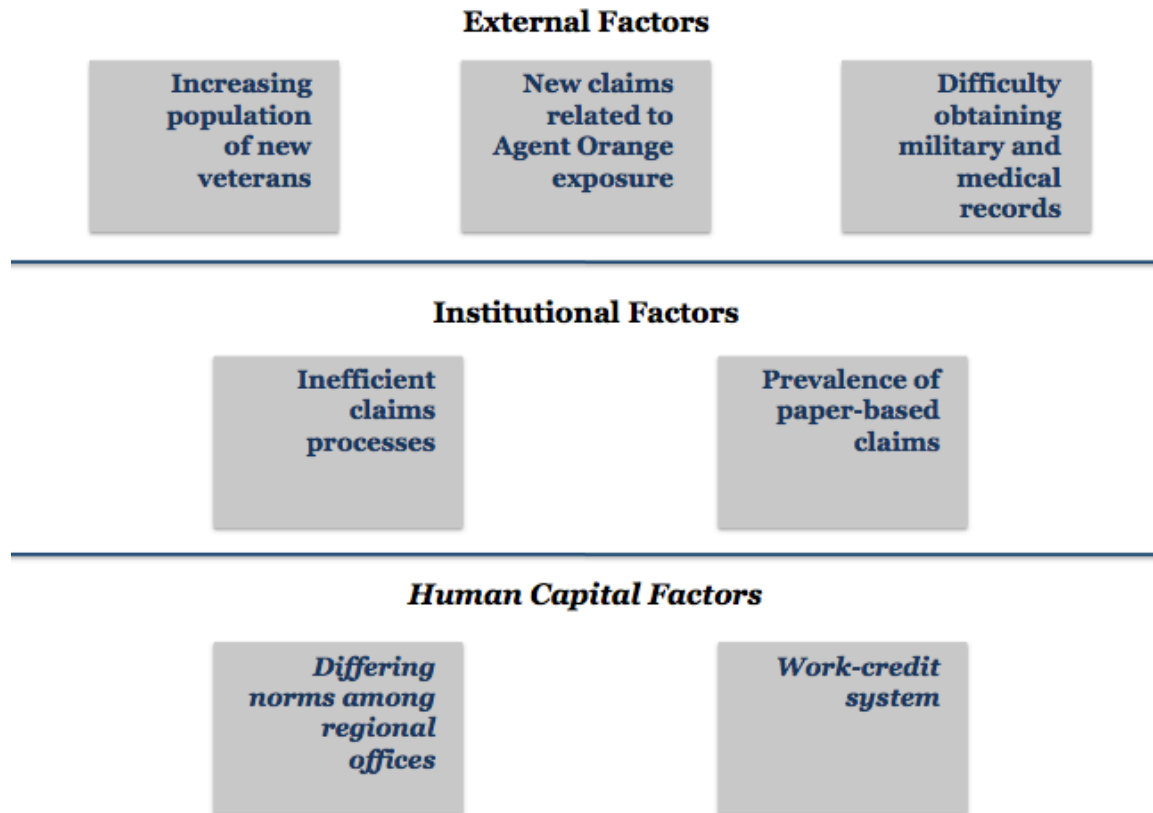 External Factors
Increasing
population
of new
veterans
New claims
related to
Agent Orange
exposure
Difficulty
obtaining
military and
medical
records
Institutional Factors
Inefficient
claims
processes
Prevalence of
paper-based
claims
Human Capital Factors
Differing
norms among
regional
offices
Work-credit
system